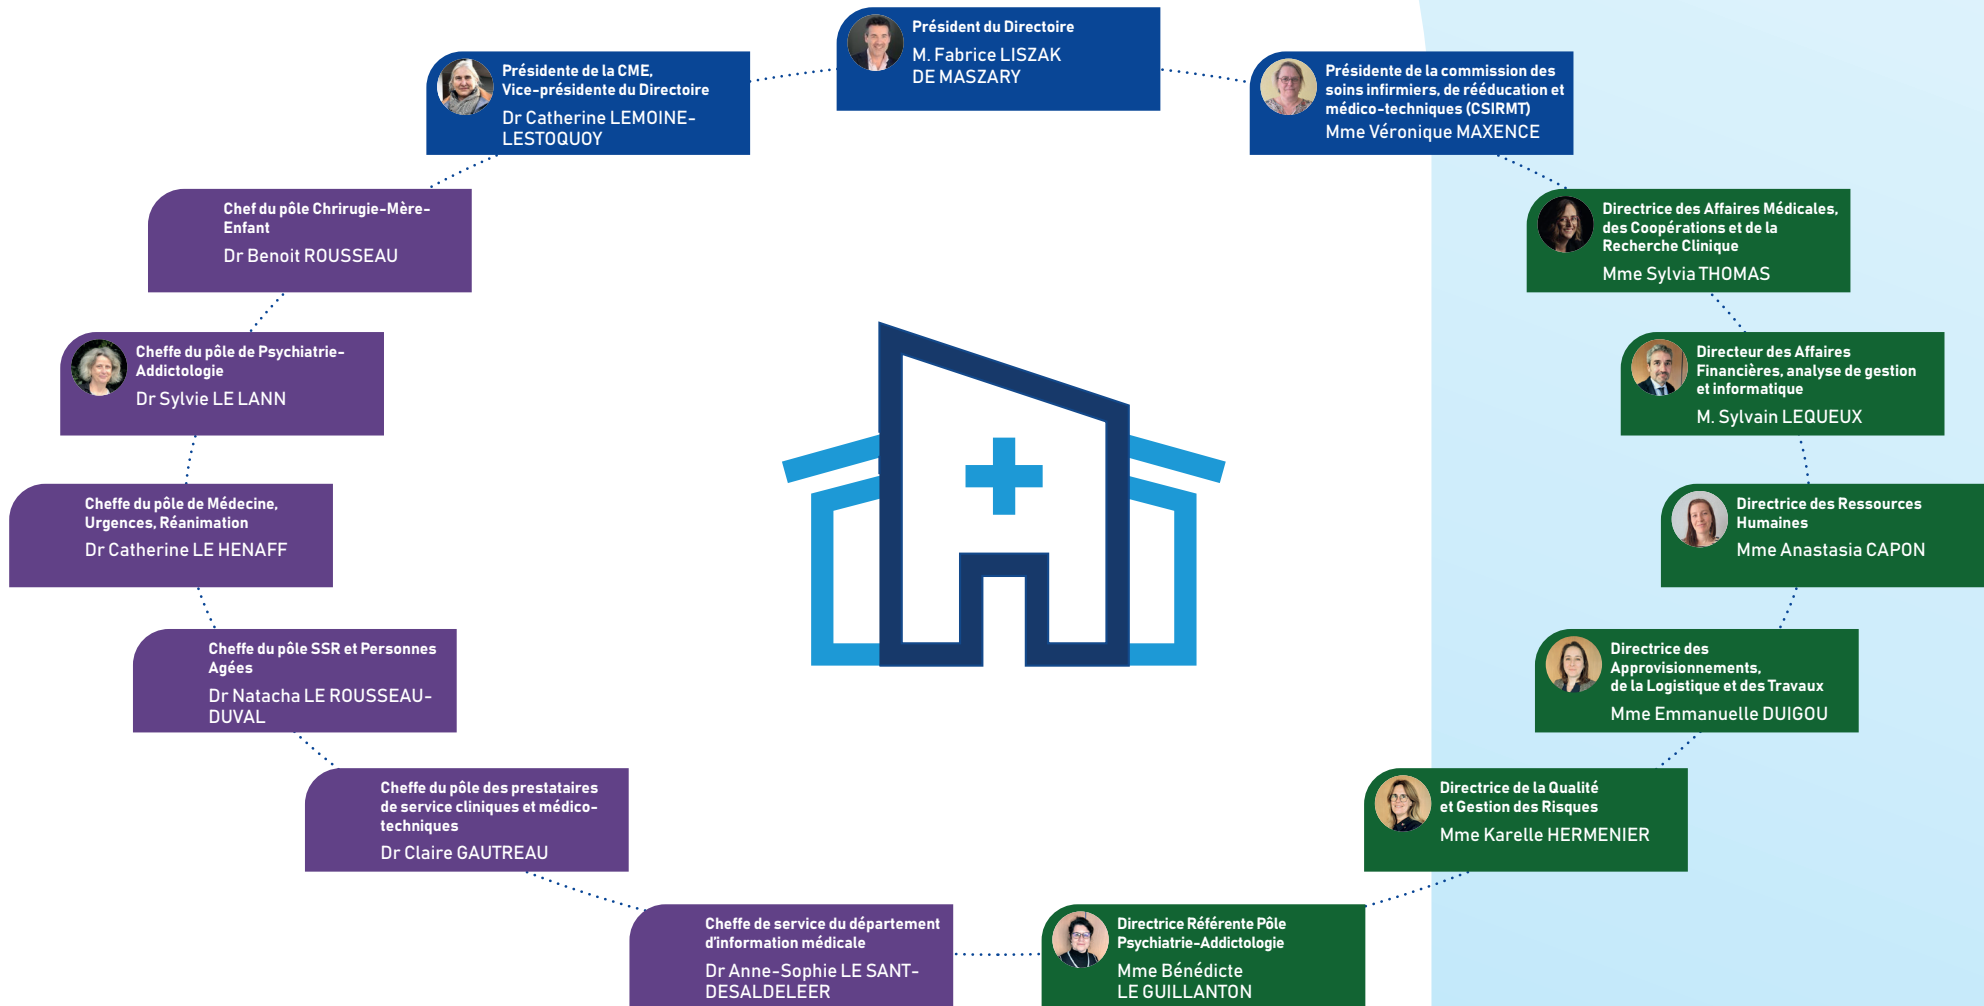 Président du Directoire
M. Fabrice LISZAK
DE MASZARY
Présidente de la CME,
Vice-présidente du Directoire
Dr Catherine LEMOINE-
LESTOQUOY
Présidente de la commission des
soins infirmiers, de rééducation et
médico-techniques (CSIRMT)
Mme Véronique MAXENCE
Chef du pôle Chrirugie-Mère-
Enfant
Dr Benoit ROUSSEAU
Directrice des Affaires Médicales,
des Coopérations et de la
Recherche Clinique
Mme Sylvia THOMAS
Cheffe du pôle de Psychiatrie-
Addictologie
Dr Sylvie LE LANN
Directeur des Affaires
Financières, analyse de gestion
et informatique
M. Sylvain LEQUEUX
Cheffe du pôle de Médecine,
Urgences, Réanimation
Dr Catherine LE HENAFF
Directrice des Ressources
Humaines
Mme Anastasia CAPON
Cheffe du pôle SSR et Personnes
Agées
Dr Natacha LE ROUSSEAU-
DUVAL
Directrice des
Approvisionnements,
de la Logistique et des Travaux
Mme Emmanuelle DUIGOU
Cheffe du pôle des prestataires
de service cliniques et médico-
techniques
Dr Claire GAUTREAU
Directrice de la Qualité
et Gestion des Risques
Mme Karelle HERMENIER
Cheffe de service du département
d'information médicale
Dr Anne-Sophie LE SANT-
DESALDELEER
Directrice Référente Pôle
Psychiatrie-Addictologie
Mme Bénédicte
LE GUILLANTON